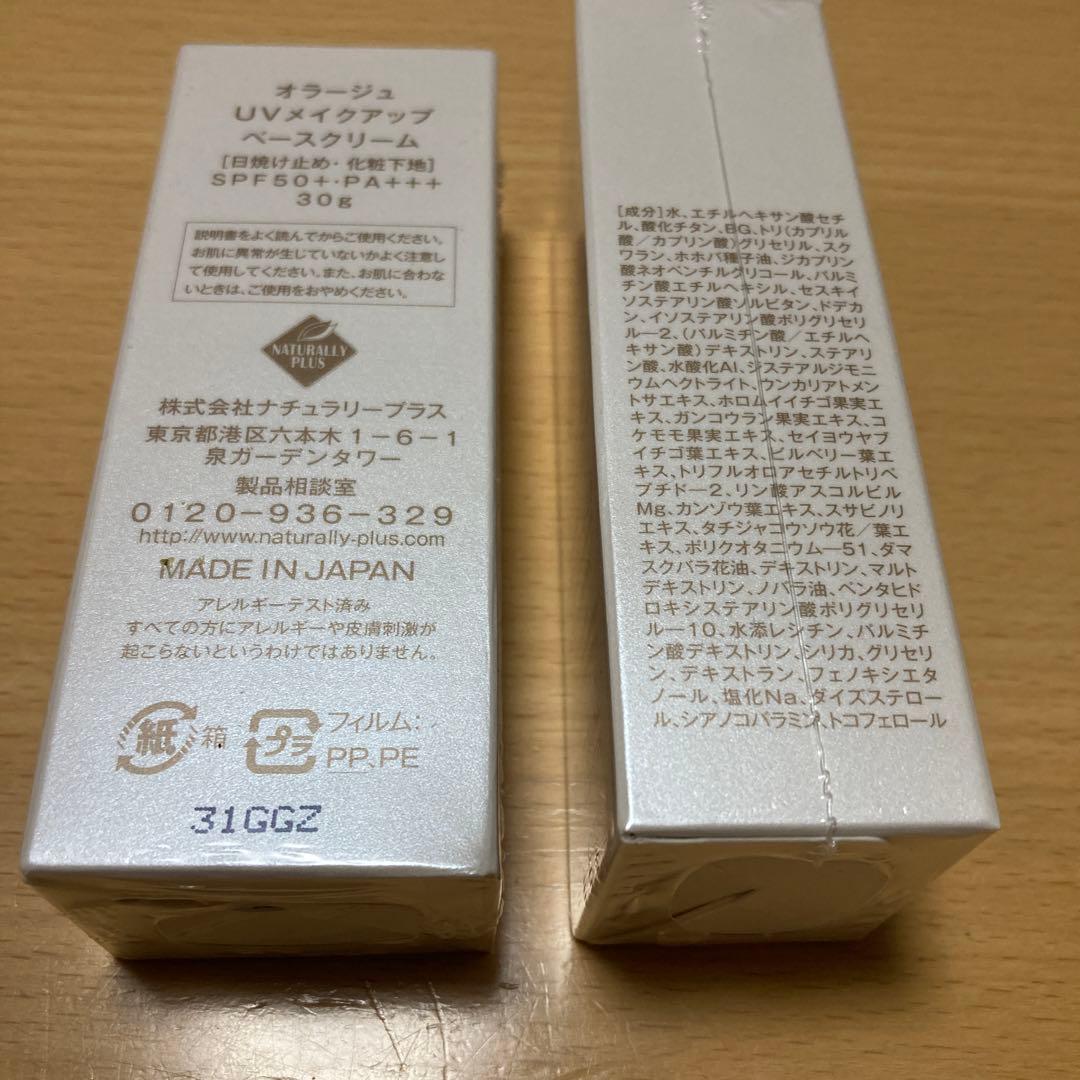 オラージュ
UVメイクアップ
ベースクリーム
[日焼け止め・化粧下地]
SPF50+・PA+++
30g
説明書をよく読んでからご使用ください。
お肌に異常が生じていないかよく注意し
て使用してください。また、お肌に合わな
いときは、ご使用をおやめください。
NATURALLY
PLUS
株式会社ナチュラリープラス
東京都港区六本木1-6-1
泉ガーデンタワー
製品相談室
0120-936-329
http://www.naturally-plus.com
MADE IN JAPAN
アレルギーテスト済み
すべての方にアレルギーや皮膚刺激が
起こらないというわけではありません。
紙 箱
プラ フィルム:
PP、PE
31GGZ
[成分]水、エチルヘキサン酸セチ
ル、酸化チタン、BG、トリ(カプリル
酸/カプリン酸)グリセリル、スク
ワラン、ホホバ種子油、ジカプリン
酸ネオペンチルグリコール、パルミ
チン酸エチルヘキシル、セスキイ
ソステアリン酸ソルビタン、ドデカ
ン、イソステアリン酸ポリグリセリ
ル―2、(パルミチン酸/エチルヘ
キサン酸)デキストリン、ステアリ
ン酸、水酸化Al、ジステアルジモニ
ウムヘクトライト、ウンカリアトメン
トサエキス、ホロムイイチゴ果実エ
キス、ガンコウラン果実エキス、コ
ケモモ果実エキス、セイヨウヤブ
イチゴ葉エキス、ビルベリー葉エ
キス、トリフルオロアセチルトリペ
プチド―2、リン酸アスコルビル
Mg、カンゾウ葉エキス、スサビノリ
エキス、タチジャコウソウ花/葉エ
キス、ポリクオタニウム―51、ダマ
スクバラ花油、デキストリン、マルト
デキストリン、ノバラ油、ペンタヒド
ロキシステアリン酸ポリグリセリ
ル―10、水添レシチン、パルミチ
ン酸デキストリン、シリカ、グリセリ
ン、デキストラン、フェノキシエタ
ノール、塩化Na、ダイズステロー
ル、シアノコバラミン、トコフェロール